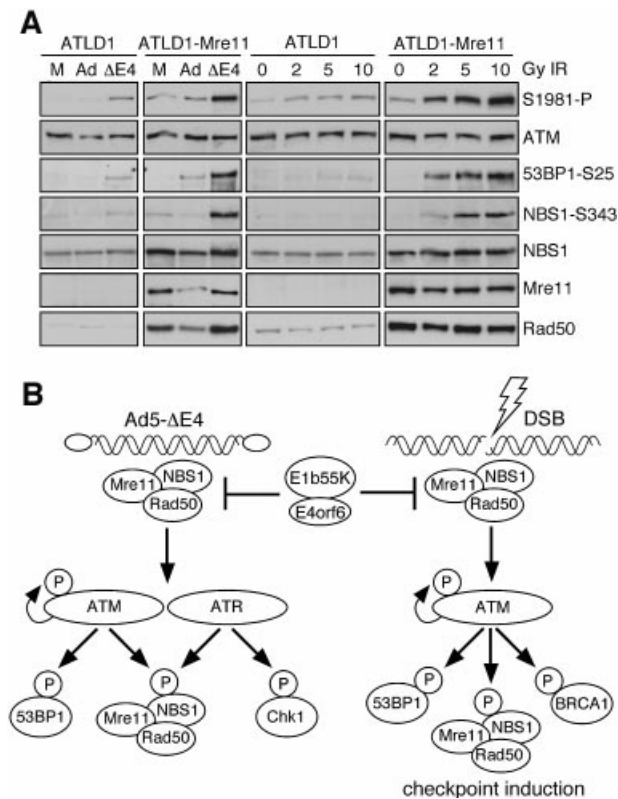 A
ATLD1 ATLD1-Mre11 ATLD1 ATLD1-Mre11
M Ad ΔE4 M Ad ΔE4 0 2 5 10 0 2 5 10 Gy IR
S1981-P
ATM
53BP1-S25
NBS1-S343
NBS1
Mre11
Rad50
B
Ad5-ΔE4 DSB
Mre11 NBS1 Rad50 E1b55K E4orf6 Mre11 NBS1 Rad50
P P
ATM ATR ATM
P P P P P P
53BP1 Mre11 NBS1 Rad50 Chk1 53BP1 Mre11 NBS1 Rad50 BRCA1
checkpoint induction